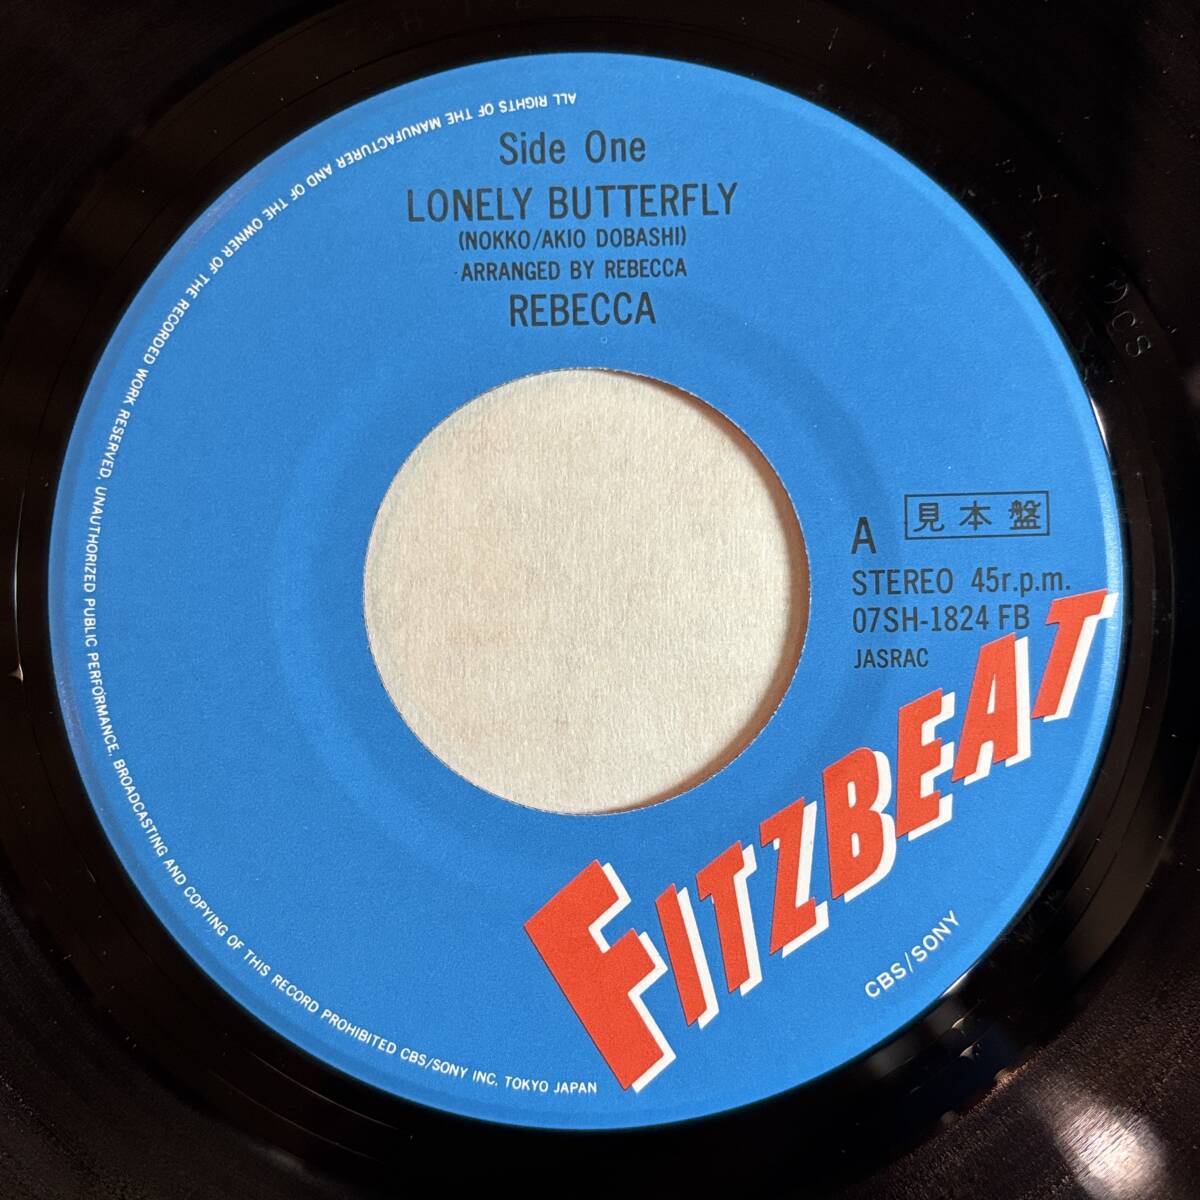 Side One
LONELY BUTTERFLY
(NOKKO/AKIO DOBASHI)
ARRANGED BY REBECCA
REBECCA
見本盤
A
STEREO 45r.p.m.
07SH-1824 FB
JASRAC
FITZBEAT
CBS/SONY
ALL RIGHTS OF THE MANUFACTURER AND OF THE OWNER OF THE RECORDED WORK RESERVED. UNAUTHORIZED PUBLIC PERFORMANCE, BROADCASTING AND COPYING OF THIS RECORD PROHIBITED CBS/SONY INC. TOKYO JAPAN